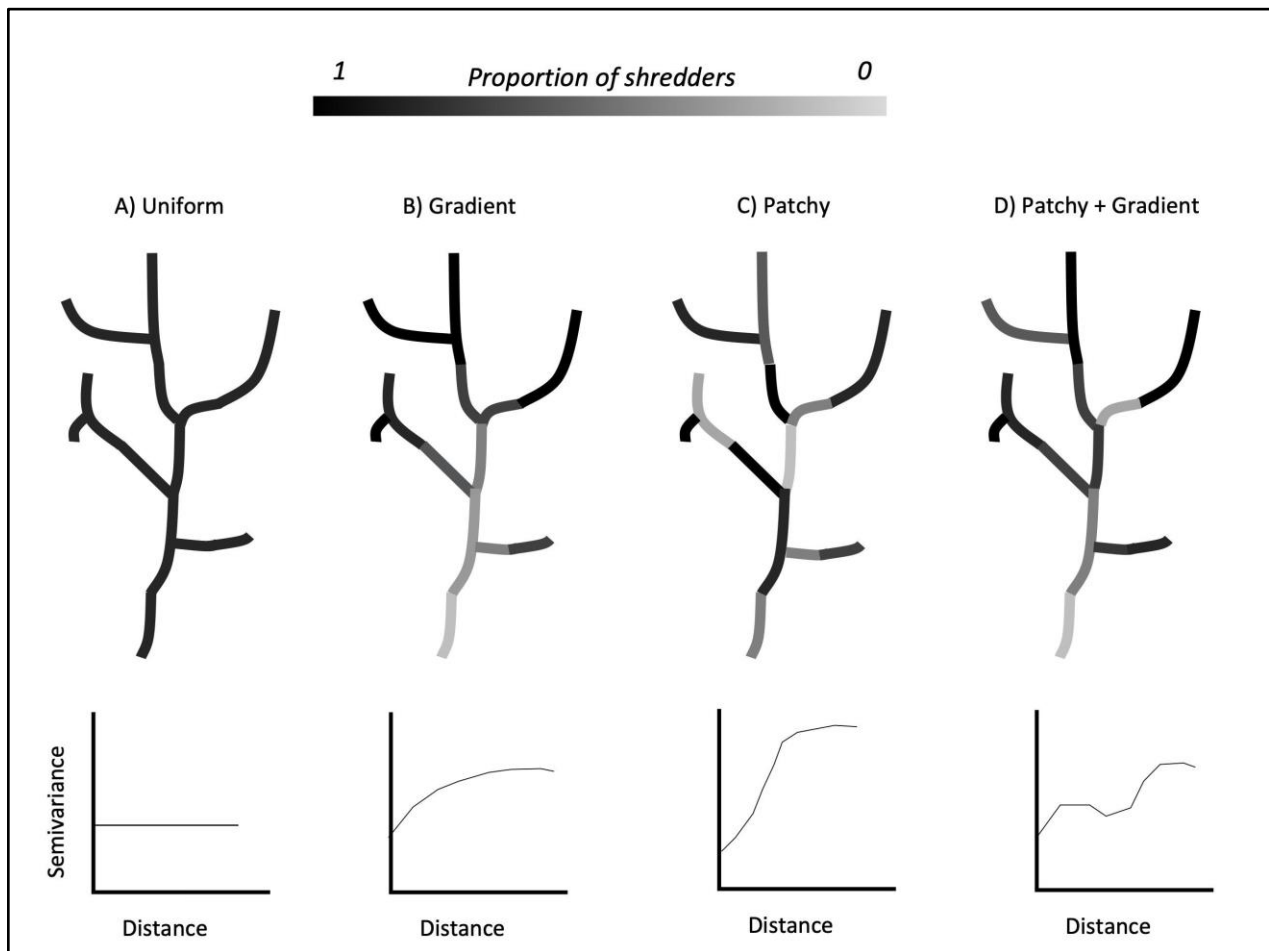 1 Proportion of shredders 0
A) Uniform B) Gradient C) Patchy D) Patchy + Gradient
Semivariance
Distance Distance Distance Distance